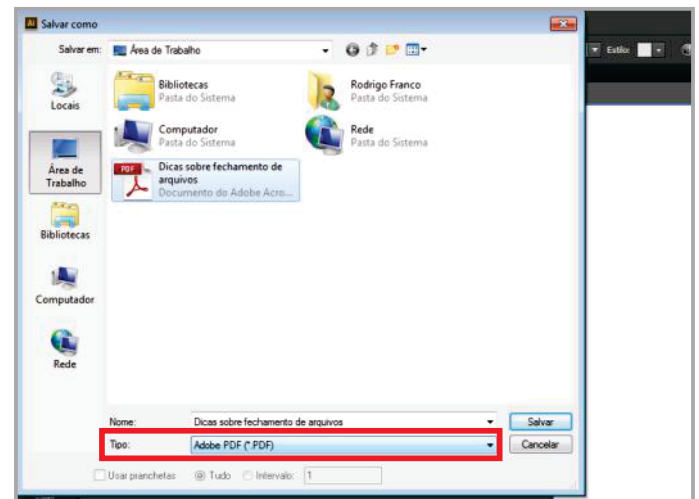 Ai Salvar como
Salvar em: Área de Trabalho
Estilo:
Locais
Área de
Trabalho
Bibliotecas
Computador
Rede
Bibliotecas
Pasta do Sistema
Rodrigo Franco
Pasta do Sistema
Computador
Pasta do Sistema
Rede
Pasta do Sistema
PDF
Dicas sobre fechamento de
arquivos
Documento do Adobe Acro...
Nome: Dicas sobre fechamento de arquivos Salvar
Tipo: Adobe PDF (*.PDF) Cancelar
Usar pranchetas Tudo Intervalo: 1